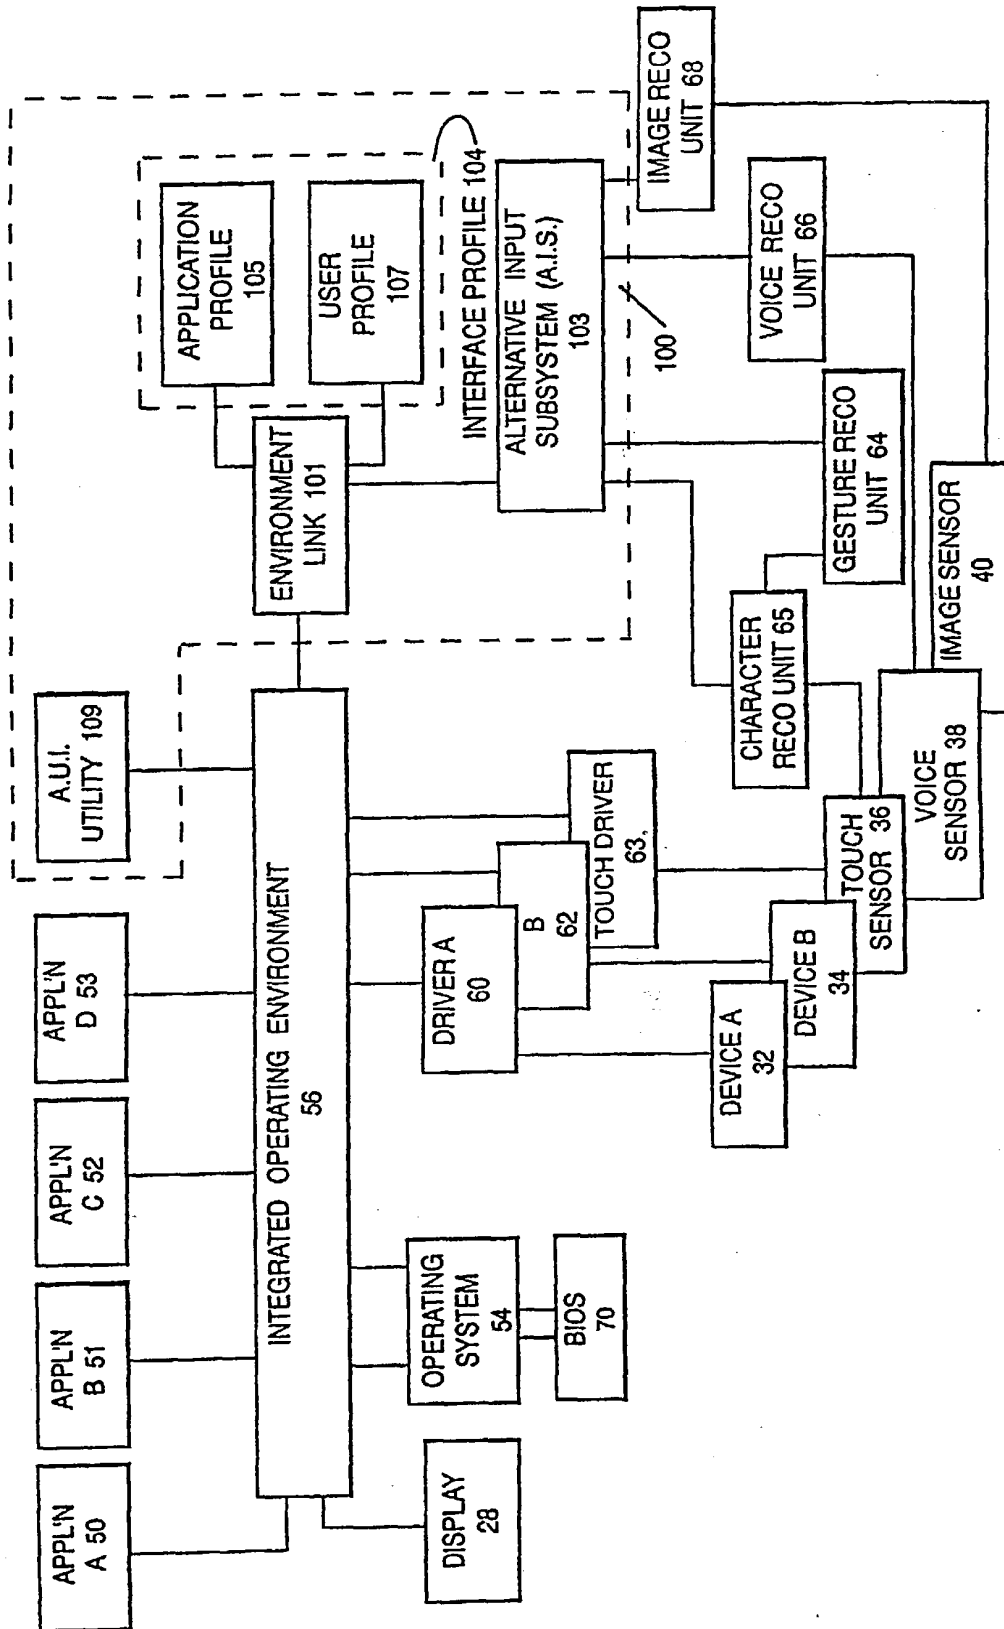 APPL'N
A 50
APPL'N
B 51
APPL'N
C 52
APPL'N
D 53
A.U.I.
UTILITY 109
INTEGRATED OPERATING ENVIRONMENT
56
ENVIRONMENT
LINK 101
APPLICATION
PROFILE
105
USER
PROFILE
107
INTERFACE PROFILE 104
ALTERNATIVE INPUT
SUBSYSTEM (A.I.S.)
103
100
DISPLAY
28
OPERATING
SYSTEM
54
BIOS
70
DRIVER A
60
B
62
TOUCH DRIVER
63
DEVICE A
32
DEVICE B
34
TOUCH
SENSOR 36
VOICE
SENSOR 38
IMAGE SENSOR
40
CHARACTER
RECO UNIT 65
GESTURE RECO
UNIT 64
VOICE RECO
UNIT 66
IMAGE RECO
UNIT 68